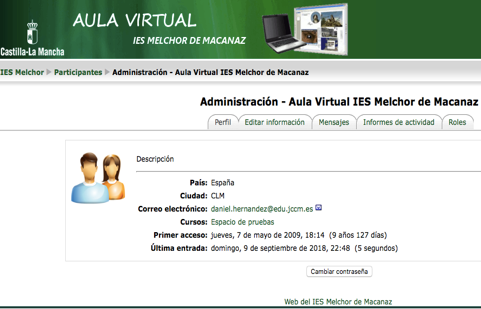 AULA VIRTUAL
IES MELCHOR DE MACANAZ
Castilla-La Mancha
IES Melchor ▶ Participantes ▶ Administración - Aula Virtual IES Melchor de Macanaz
Administración - Aula Virtual IES Melchor de Macanaz
Perfil Editar información Mensajes Informes de actividad Roles
Descripción
País: España
Ciudad: CLM
Correo electrónico: daniel.hernandez@edu.jccm.es
Cursos: Espacio de pruebas
Primer acceso: jueves, 7 de mayo de 2009, 18:14 (9 años 127 días)
Última entrada: domingo, 9 de septiembre de 2018, 22:48 (5 segundos)
Cambiar contraseña
Web del IES Melchor de Macanaz